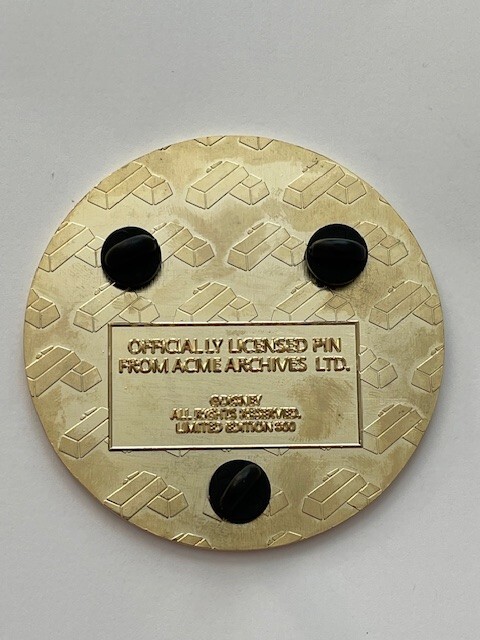 OFFICIALLY LICENSED PIN
FROM ACME ARCHIVES LTD.
©DISNEY
ALL RIGHTS RESERVED.
LIMITED EDITION 300